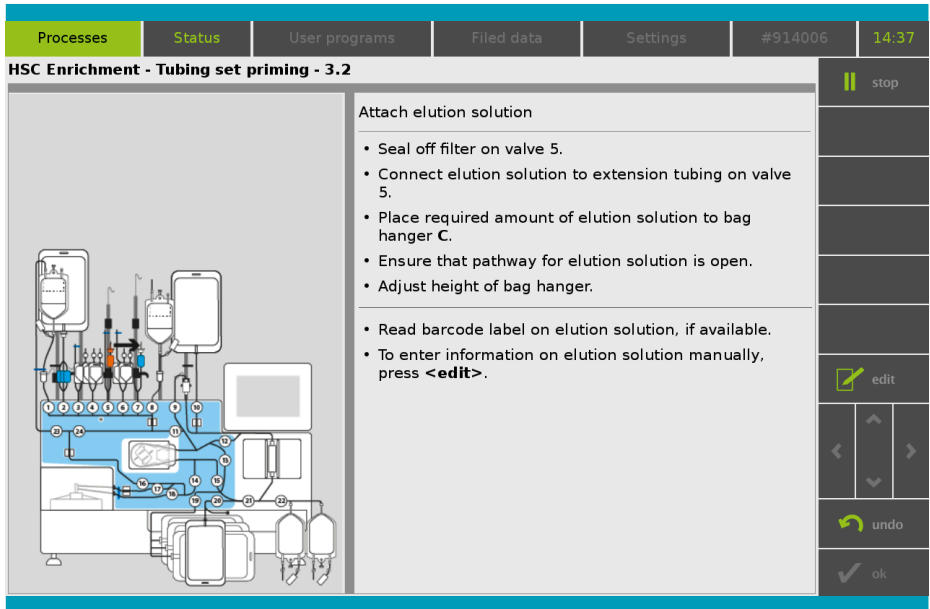 Processes Status User programs Filed data Settings #914006 14:37
HSC Enrichment - Tubing set priming - 3.2
stop
Attach elution solution
• Seal off filter on valve 5.
• Connect elution solution to extension tubing on valve
5.
• Place required amount of elution solution to bag
hanger C.
• Ensure that pathway for elution solution is open.
• Adjust height of bag hanger.
• Read barcode label on elution solution, if available.
• To enter information on elution solution manually,
press <edit>.
edit
1 2 3 4 5 6 7 8 9 10
23 24 11
12
13
16 17 18 14 15
19 20 21 22
undo
ok